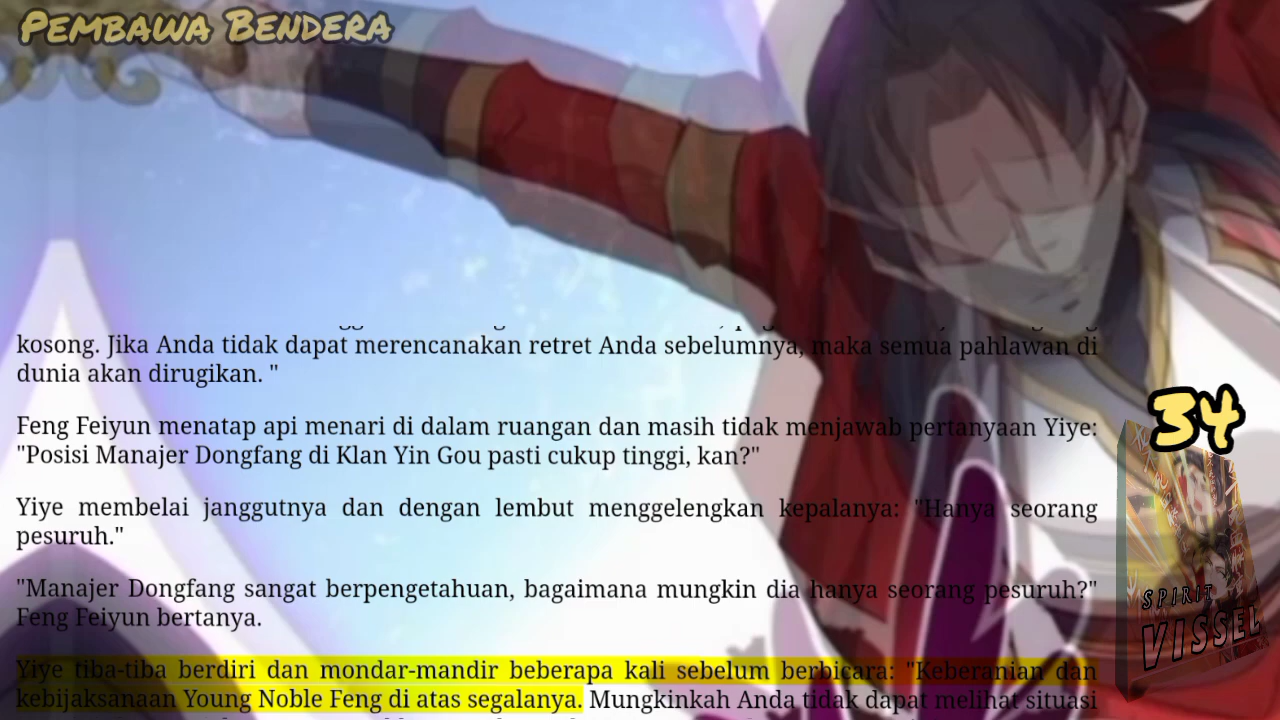 Pembawa Bendera
kosong. Jika Anda tidak dapat merencanakan retret Anda sebelumnya, maka semua pahlawan di
dunia akan dirugikan. "
Feng Feiyun menatap api menari di dalam ruangan dan masih tidak menjawab pertanyaan Yiye:
"Posisi Manajer Dongfang di Klan Yin Gou pasti cukup tinggi, kan?"
Yiye membelai janggutnya dan dengan lembut menggelengkan kepalanya: "Hanya seorang
pesuruh."
"Manajer Dongfang sangat berpengetahuan, bagaimana mungkin dia hanya seorang pesuruh?"
Feng Feiyun bertanya.
Yiye tiba-tiba berdiri dan mondar-mandir beberapa kali sebelum berbicara: "Keberanian dan
kebijaksanaan Young Noble Feng di atas segalanya. Mungkinkah Anda tidak dapat melihat situasi
34
SPIRIT
VISSEL